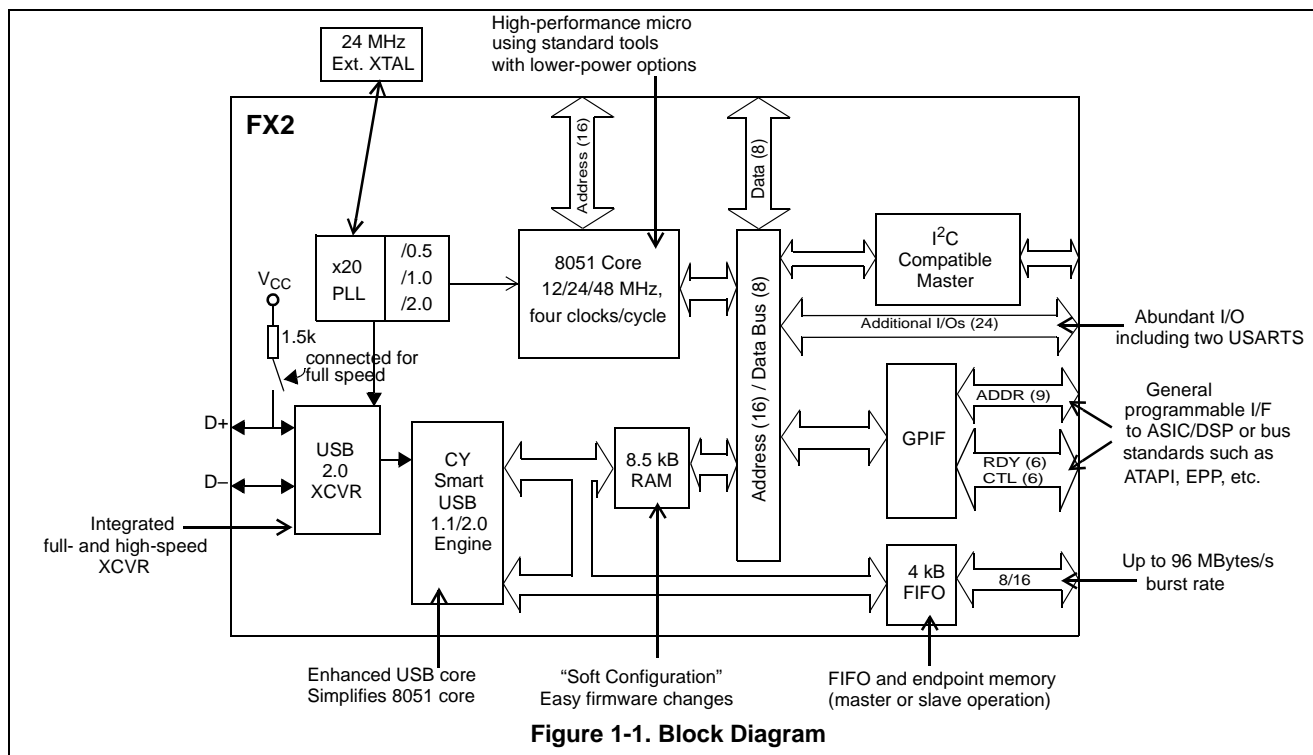 High-performance micro
using standard tools
with lower-power options
24 MHz
Ext. XTAL
FX2
Address (16)
Data (8)
x20
PLL
/0.5
/1.0
/2.0
8051 Core
12/24/48 MHz,
four clocks/cycle
Address (16) / Data Bus (8)
I2C
Compatible
Master
VCC
1.5k
connected for
full speed
Additional I/Os (24)
Abundant I/O
including two USARTS
D+
D–
USB
2.0
XCVR
CY
Smart
USB
1.1/2.0
Engine
8.5 kB
RAM
GPIF
ADDR (9)
RDY (6)
CTL (6)
General
programmable I/F
to ASIC/DSP or bus
standards such as
ATAPI, EPP, etc.
Integrated
full- and high-speed
XCVR
4 kB
FIFO
8/16
Up to 96 MBytes/s
burst rate
Enhanced USB core
Simplifies 8051 core
“Soft Configuration”
Easy firmware changes
FIFO and endpoint memory
(master or slave operation)
Figure 1-1. Block Diagram